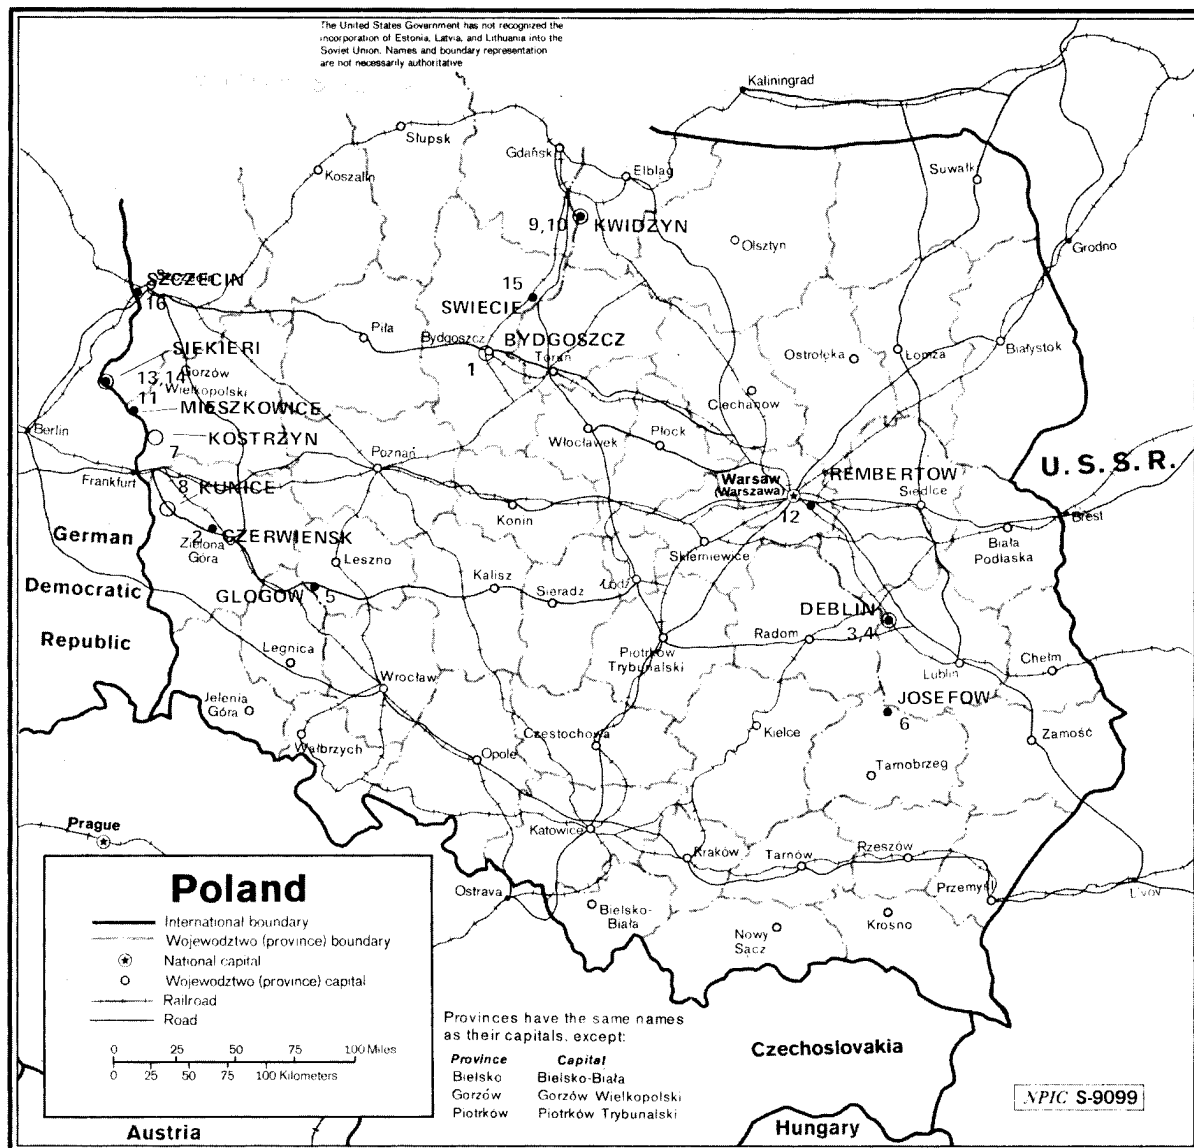 The United States Government has not recognized the
incorporation of Estonia, Latvia, and Lithuania into the
Soviet Union. Names and boundary representation
are not necessarily authoritative
Kaliningrad
Słupsk
Gdańsk
Elbląg
Suwałk
Koszalin
9,10 KWIDZYN
Olsztyn
Grodno
SZCZECIN
16
15
SWIECIE
Piła
Bydgoszcz
BYDGOSZCZ
1
Toruń
Ostrołęka
Łomża
Białystok
SIEKIERI
13,14
Gorzów
Wielkopolski
11
MIESZKOWICE
Ciechanow
Berlin
KOSTRZYN
7
Włocławek
Płock
Poznań
U.S.S.R.
Frankfurt
8 KUNICE
Warsaw
(Warszawa)
REMBERTOW
Siedlce
12
Konin
Brest
German
2 CZERWIENSK
Zielona
Góra
Skierniewice
Biała
Podlaska
Leszno
Democratic
GLOGOW 5
Kalisz
Sieradz
Łódź
DEBLIN
3,4
Republic
Legnica
Piotrków
Trybunalski
Radom
Lublin
Chełm
Jelenia
Góra
Wrocław
JOSEFOW
6
Wałbrzych
Częstochowa
Kielce
Zamość
Opole
Tarnobrzeg
Prague
Katowice
Kraków
Tarnów
Rzeszów
Przemyśl
L'vov
Ostrava
Bielsko-
Biała
Nowy
Sącz
Krosno
Poland
International boundary
Wojewodztwo (province) boundary
National capital
Wojewodztwo (province) capital
Railroad
Road
0 25 50 75 100 Miles
0 25 50 75 100 Kilometers
Provinces have the same names
as their capitals, except:
Province Capital
Bielsko Bielsko-Biała
Gorzów Gorzów Wielkopolski
Piotrków Piotrków Trybunalski
Czechoslovakia
NPIC S-9099
Austria
Hungary